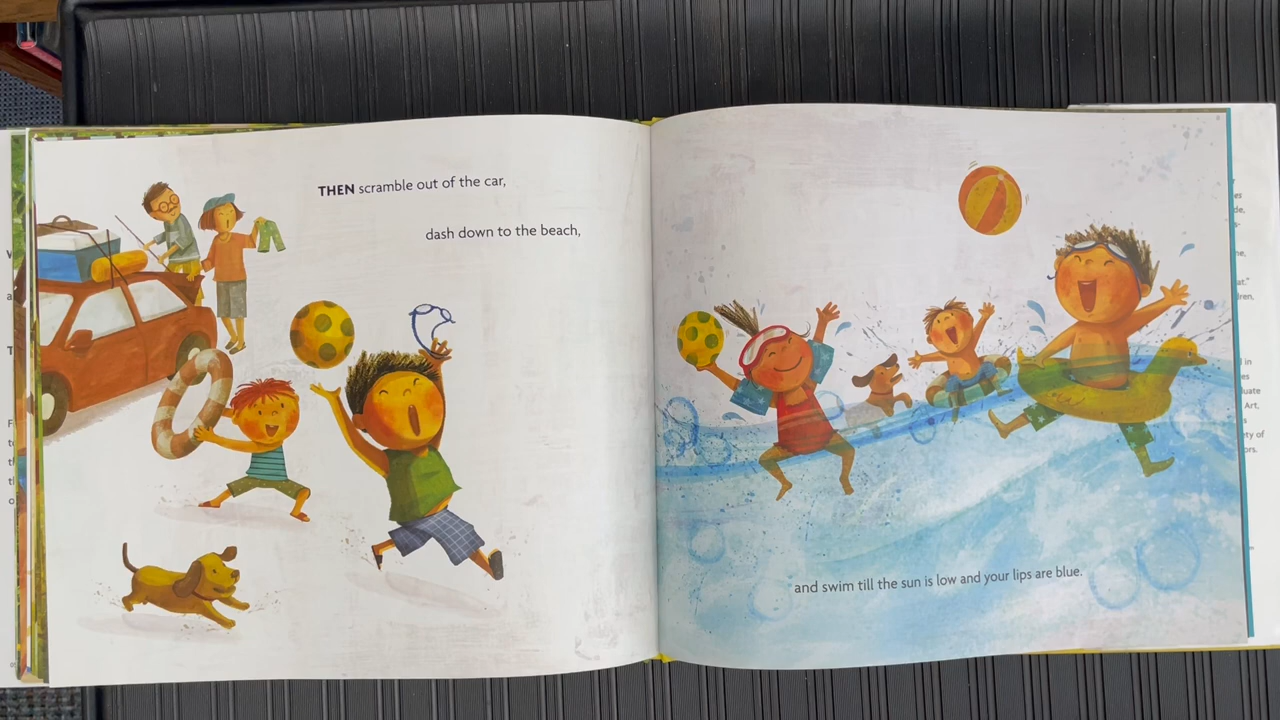 THEN scramble out of the car,
dash down to the beach,
and swim till the sun is low and your lips are blue.